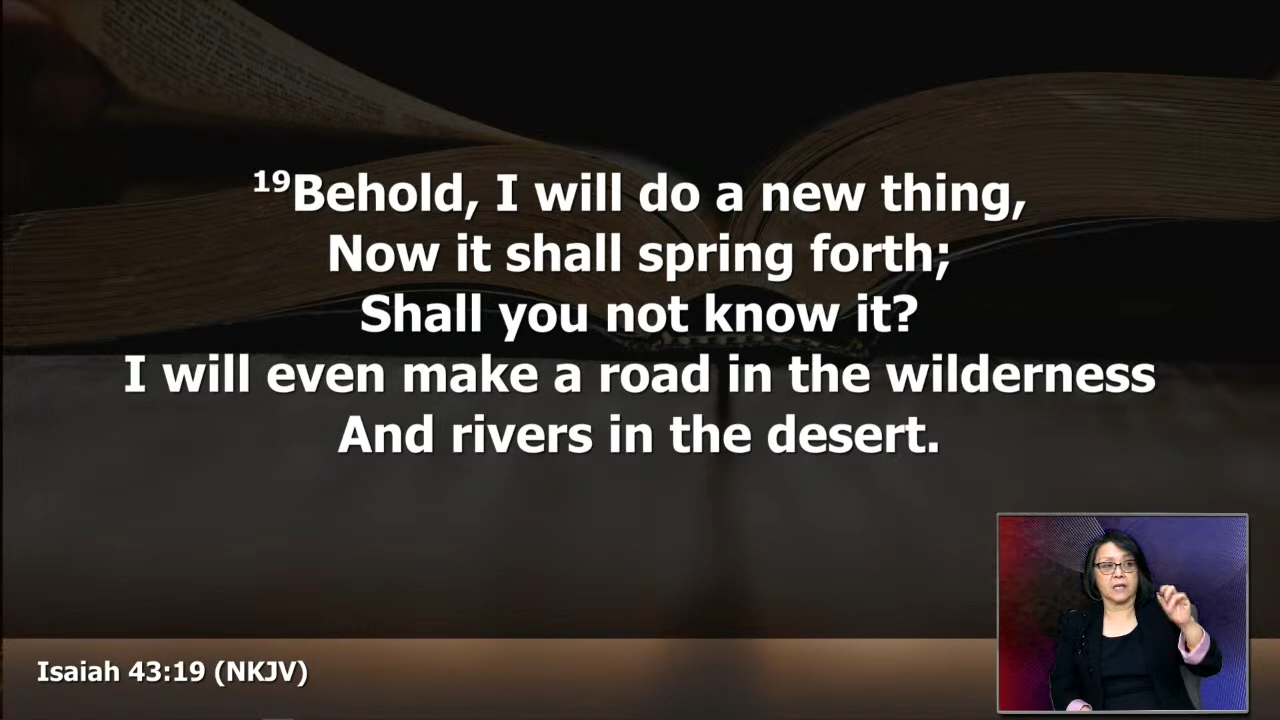 19Behold, I will do a new thing,
Now it shall spring forth;
Shall you not know it?
I will even make a road in the wilderness
And rivers in the desert.
Isaiah 43:19 (NKJV)